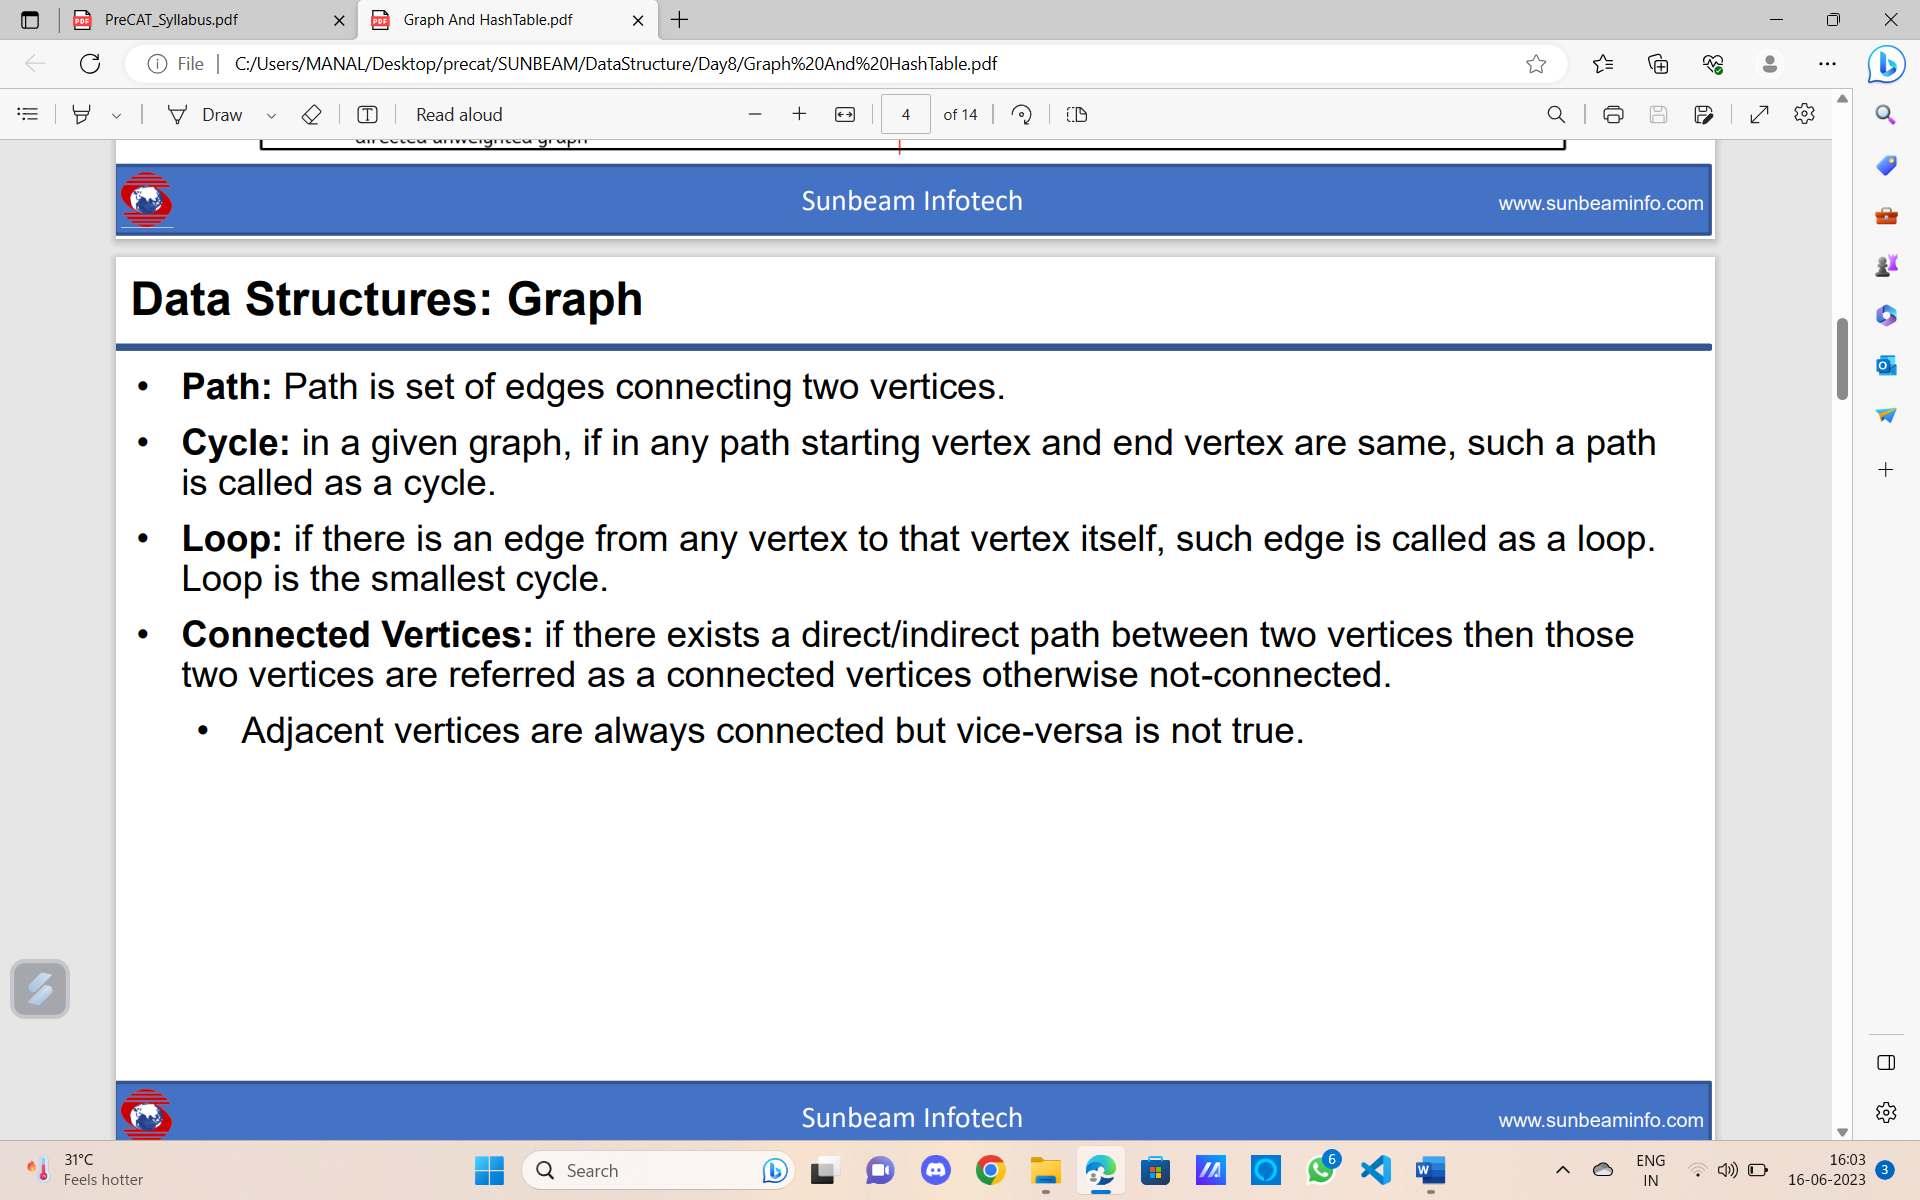 PreCAT_Syllabus.pdf
Graph And HashTable.pdf
File
C:/Users/MANAL/Desktop/precat/SUNBEAM/DataStructure/Day8/Graph%20And%20HashTable.pdf
Draw
Read aloud
4 of 14
directed unweighted graph
Sunbeam Infotech
www.sunbeaminfo.com
Data Structures: Graph
• Path: Path is set of edges connecting two vertices.
• Cycle: in a given graph, if in any path starting vertex and end vertex are same, such a path
is called as a cycle.
• Loop: if there is an edge from any vertex to that vertex itself, such edge is called as a loop.
Loop is the smallest cycle.
• Connected Vertices: if there exists a direct/indirect path between two vertices then those
two vertices are referred as a connected vertices otherwise not-connected.
• Adjacent vertices are always connected but vice-versa is not true.
Sunbeam Infotech
www.sunbeaminfo.com
31°C
Feels hotter
Search
6
ENG
IN
16:03
16-06-2023
3